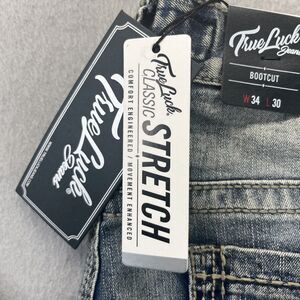 True Luck
Jeans
True Luck
CLASSIC
STRETCH
COMFORT ENGINEERED / MOVEMENT ENHANCED
True Luck
Jeans
BOOTCUT
W 34 L 30